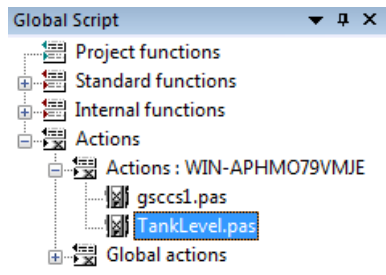 Global Script
Project functions
Standard functions
Internal functions
Actions
Actions : WIN-APHMO79VMJE
gsccs1.pas
TankLevel.pas
Global actions